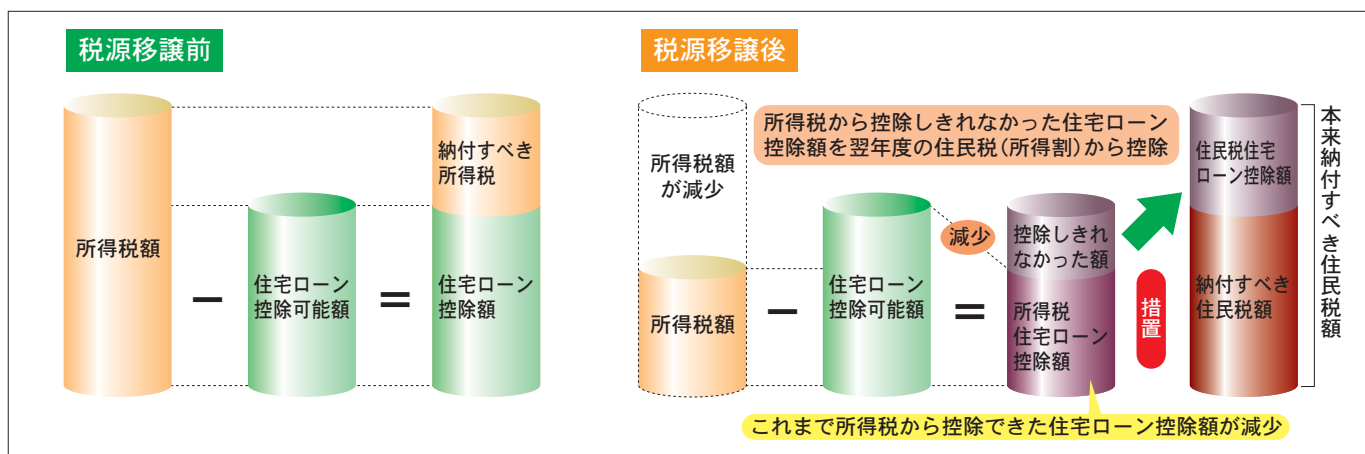 税源移譲前
所得税額
−
住宅ローン
控除可能額
=
納付すべき
所得税
住宅ローン
控除額
税源移譲後
所得税額
が減少
所得税額
−
住宅ローン
控除可能額
=
減少
控除しきれ
なかった額
所得税
住宅ローン
控除額
所得税から控除しきれなかった住宅ローン
控除額を翌年度の住民税(所得割)から控除
措置
住民税住宅
ローン控除額
納付すべき
住民税額
本来納付すべき住民税額
これまで所得税から控除できた住宅ローン控除額が減少